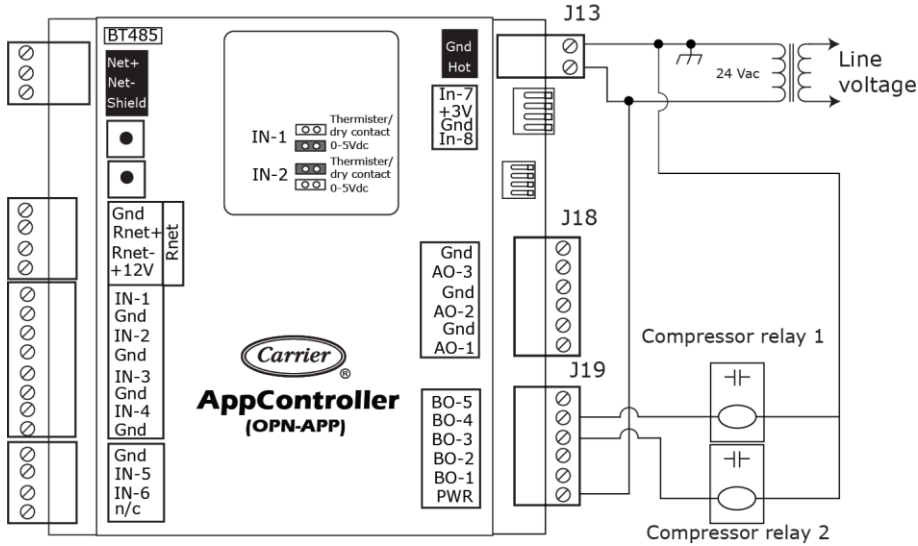 J13
BT485
Net+
Net-
Shield
Gnd
Hot
24 Vac
Line
voltage
In-7
+3V
Gnd
In-8
IN-1
Thermister/
dry contact
0-5Vdc
IN-2
Thermister/
dry contact
0-5Vdc
Gnd
Rnet+
Rnet-
+12V
Rnet
J18
Gnd
AO-3
Gnd
AO-2
Gnd
AO-1
IN-1
Gnd
IN-2
Gnd
IN-3
Gnd
IN-4
Gnd
Carrier
®
AppController
(OPN-APP)
Compressor relay 1
J19
BO-5
BO-4
BO-3
BO-2
BO-1
PWR
Gnd
IN-5
IN-6
n/c
Compressor relay 2